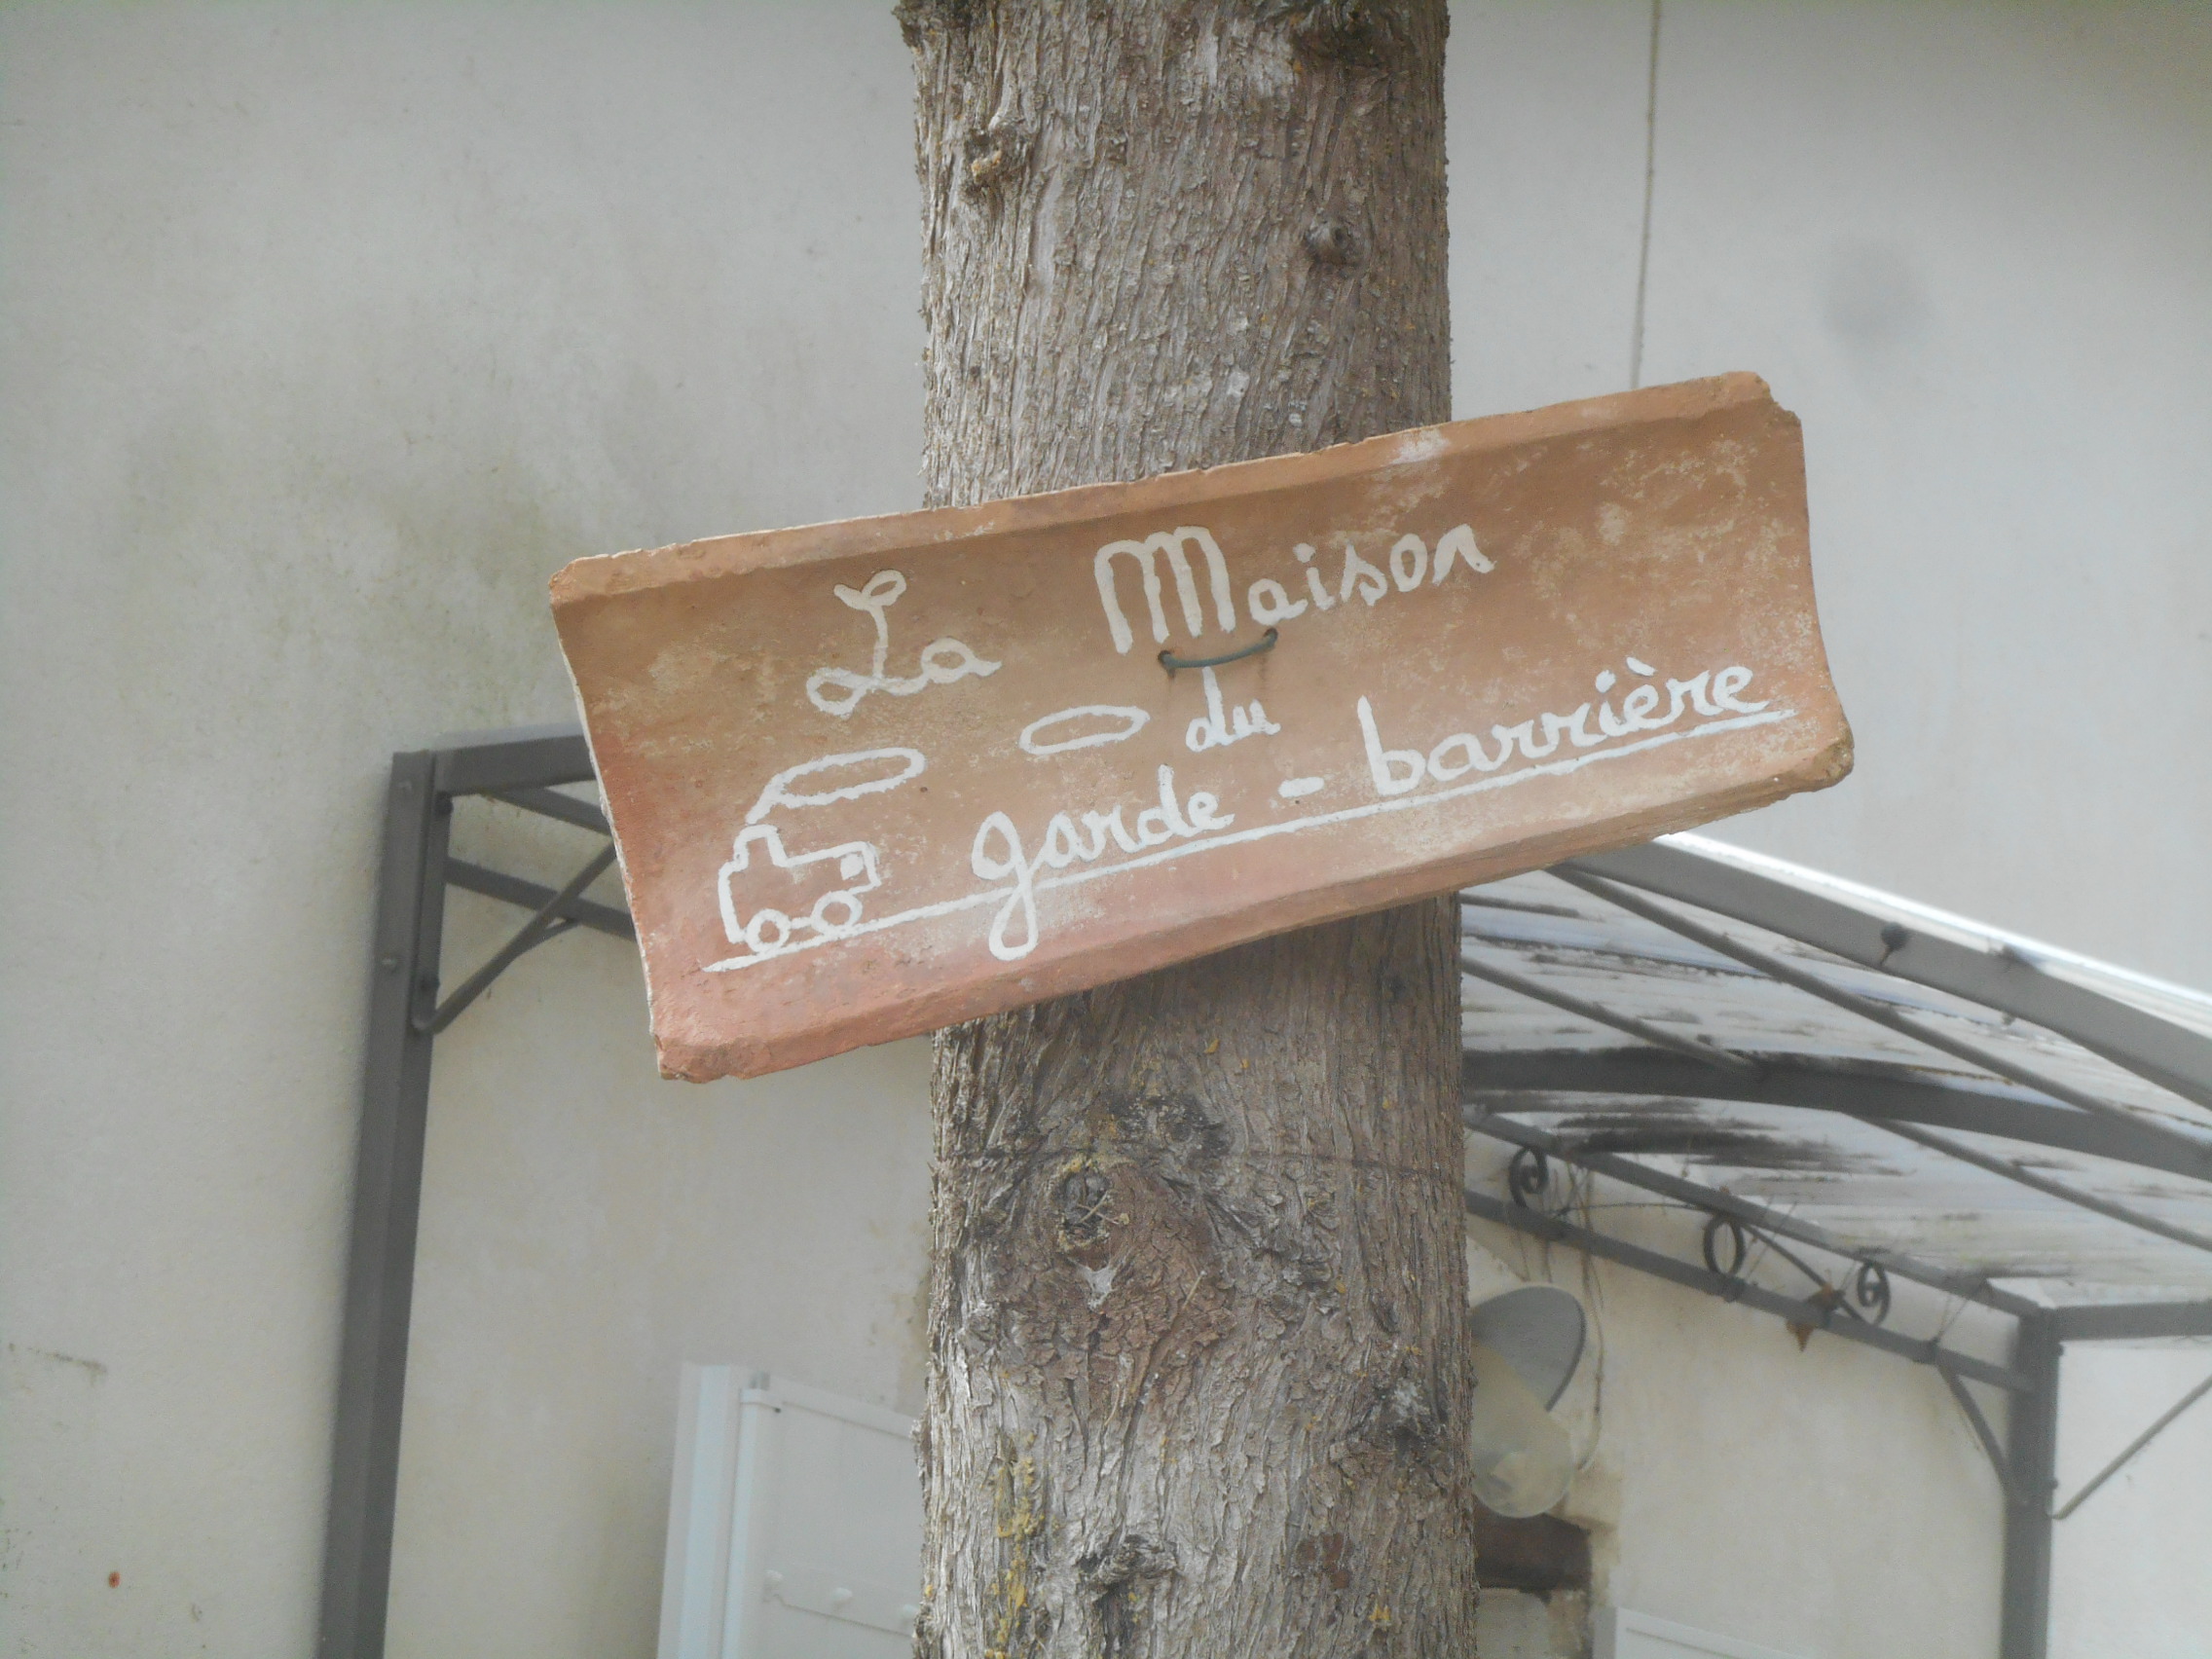 La Maison
du
garde - barrière